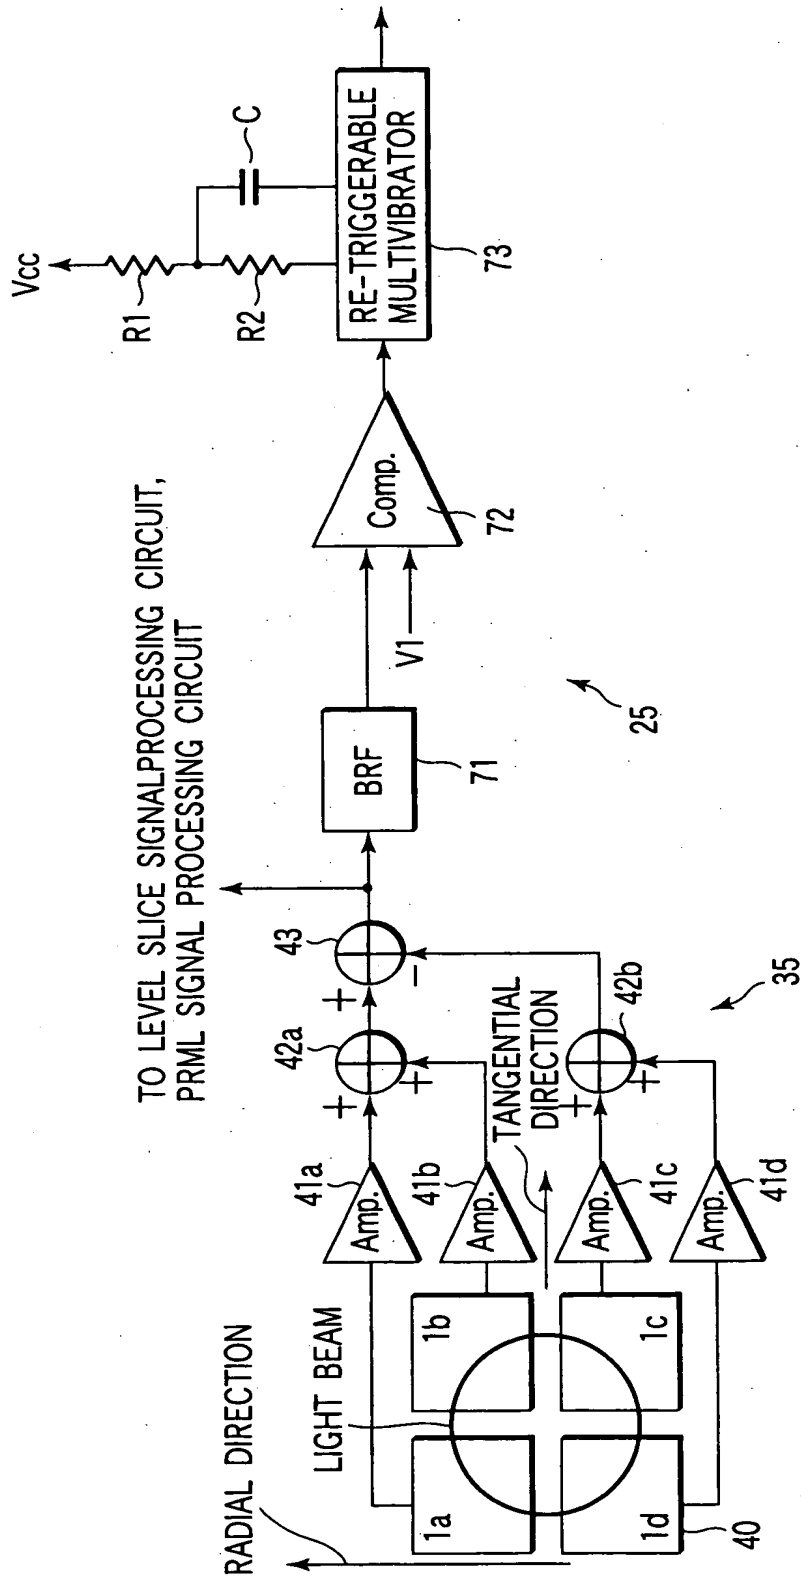 RADIAL DIRECTION
LIGHT BEAM
1a
1b
1c
1d
40
41a
Amp.
41b
Amp.
41c
Amp.
41d
Amp.
TANGENTIAL
DIRECTION
42a
+
+
42b
+
+
35
43
+
−
TO LEVEL SLICE SIGNALPROCESSING CIRCUIT,
PRML SIGNAL PROCESSING CIRCUIT
BRF
71
25
V1
Comp.
72
Vcc
R1
R2
C
RE-TRIGGERABLE
MULTIVIBRATOR
73